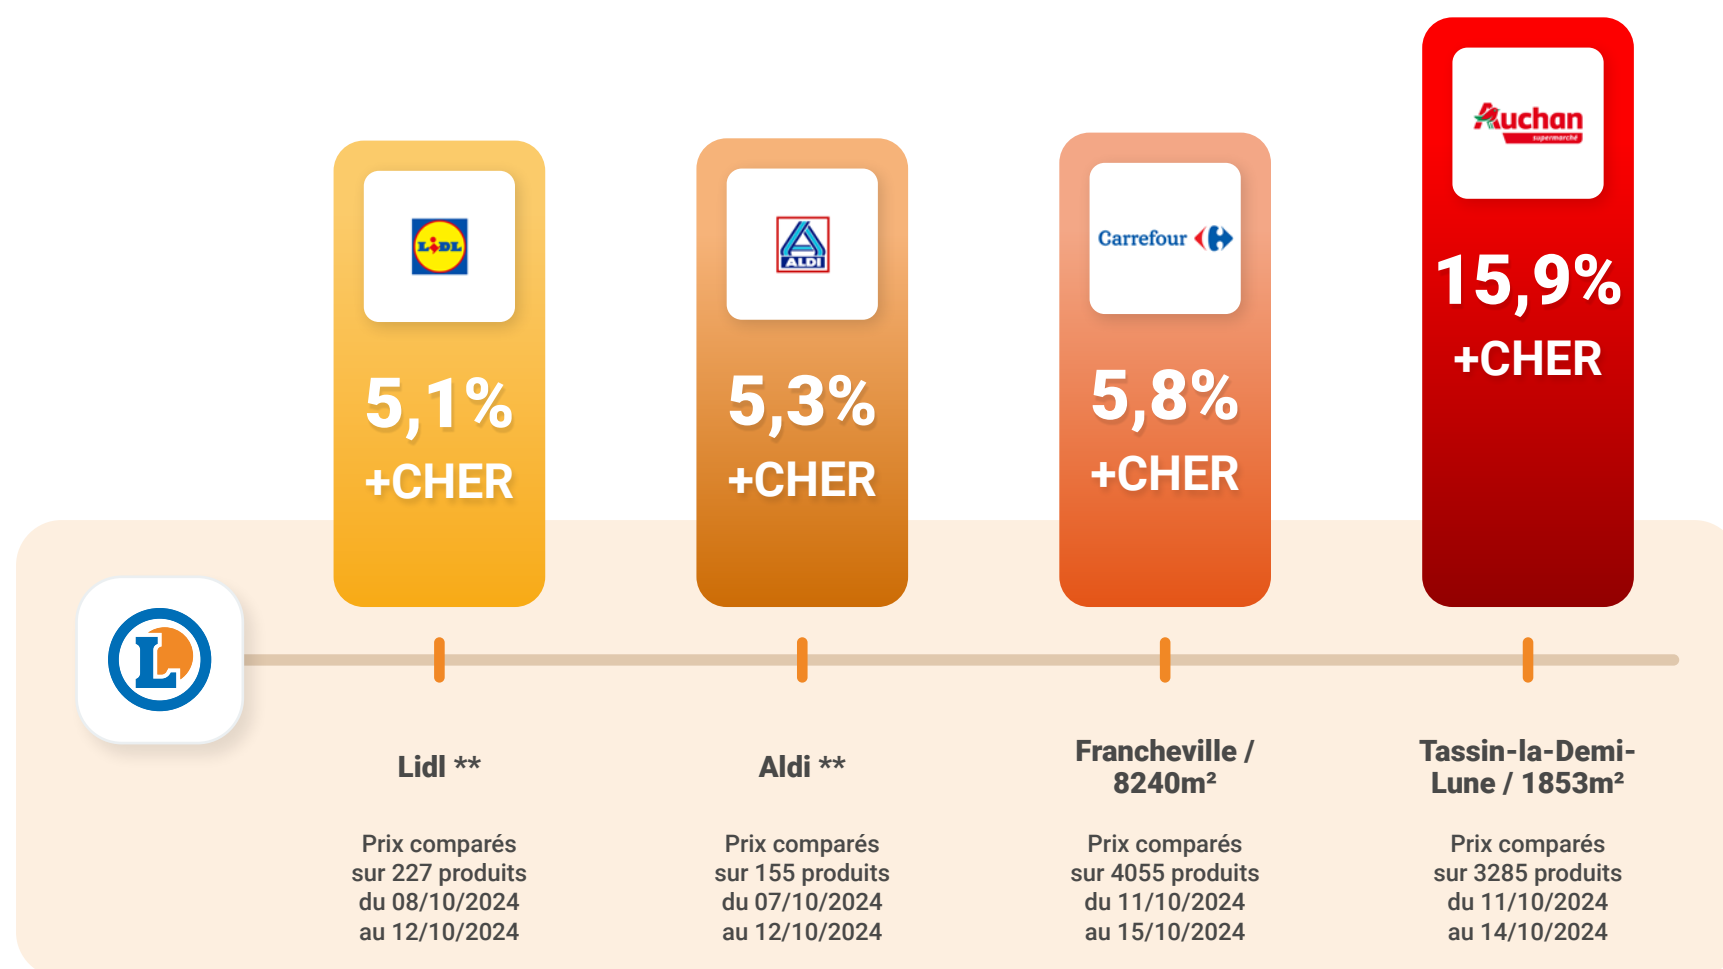 LIDL
5,1%
+CHER
ALDI
5,3%
+CHER
Carrefour
5,8%
+CHER
Auchan
supermarché
15,9%
+CHER
L
Lidl **
Prix comparés
sur 227 produits
du 08/10/2024
au 12/10/2024
Aldi **
Prix comparés
sur 155 produits
du 07/10/2024
au 12/10/2024
Francheville /
8240m²
Prix comparés
sur 4055 produits
du 11/10/2024
au 15/10/2024
Tassin-la-Demi-
Lune / 1853m²
Prix comparés
sur 3285 produits
du 11/10/2024
au 14/10/2024